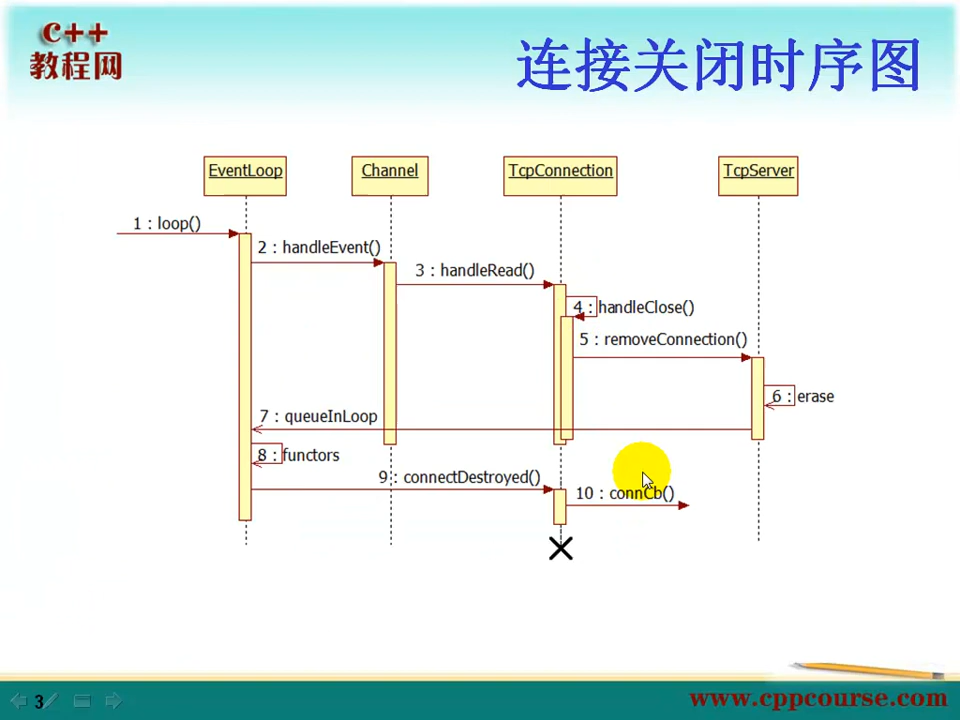 c++
教程网
连接关闭时序图
EventLoop
Channel
TcpConnection
TcpServer
1 : loop()
2 : handleEvent()
3 : handleRead()
4 : handleClose()
5 : removeConnection()
6 : erase
7 : queueInLoop
8 : functors
9 : connectDestroyed()
10 : connCb()
3
www.cppcourse.com